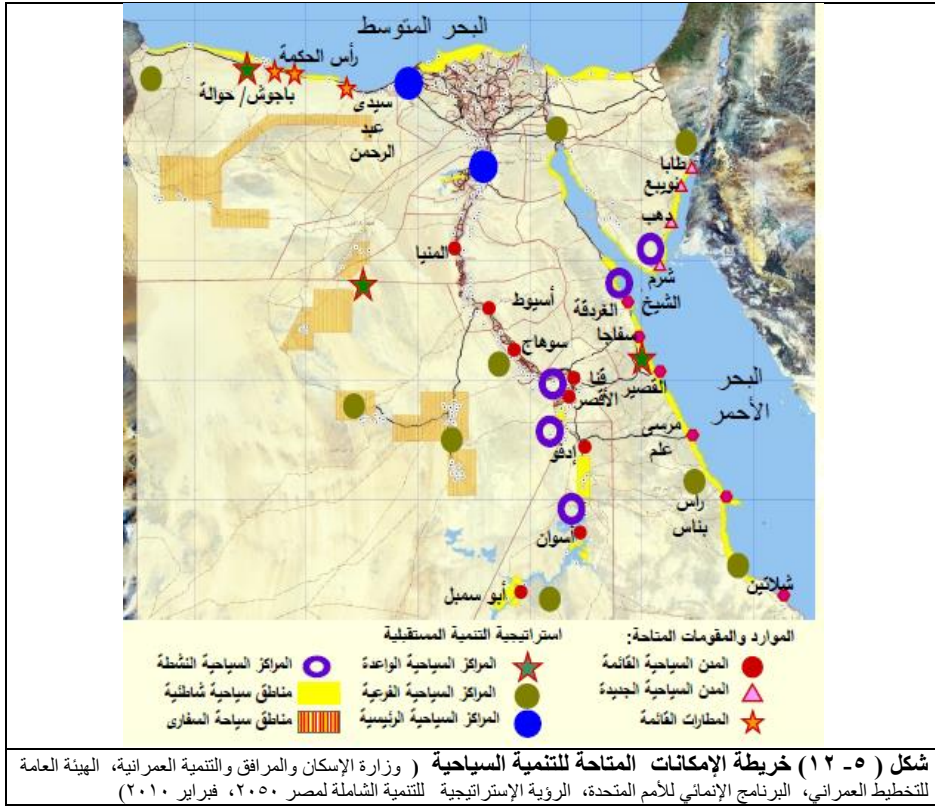 البحر المتوسط
رأس الحكمة
باجوش/ حوالة
سيدى
عبد
الرحمن
طابا
نويبع
دهب
شرم
الشيخ
المنيا
الغردقة
أسيوط
سفاجا
سوهاج
القصير
قنا
الأقصر
البحر
الأحمر
مرسى
علم
إدفو
رأس
بناس
أسوان
شلاتين
أبو سمبل
الموارد والمقومات المتاحة:
المدن السياحية القائمة
المدن السياحية الجديدة
المطارات القائمة
استراتيجية التنمية المستقبلية
المراكز السياحية الواعدة
المراكز السياحية الفرعية
المراكز السياحية الرئيسية
المراكز السياحية النشطة
مناطق سياحية شاطئية
مناطق سياحة السفارى
شكل ( ٥- ١٢ ) خريطة الإمكانات المتاحة للتنمية السياحية ( وزارة الإسكان والمرافق والتنمية العمرانية، الهيئة العامة
للتخطيط العمراني، البرنامج الإنمائي للأمم المتحدة، الرؤية الإستراتيجية للتنمية الشاملة لمصر ٢٠٥٠، فبراير ٢٠١٠)